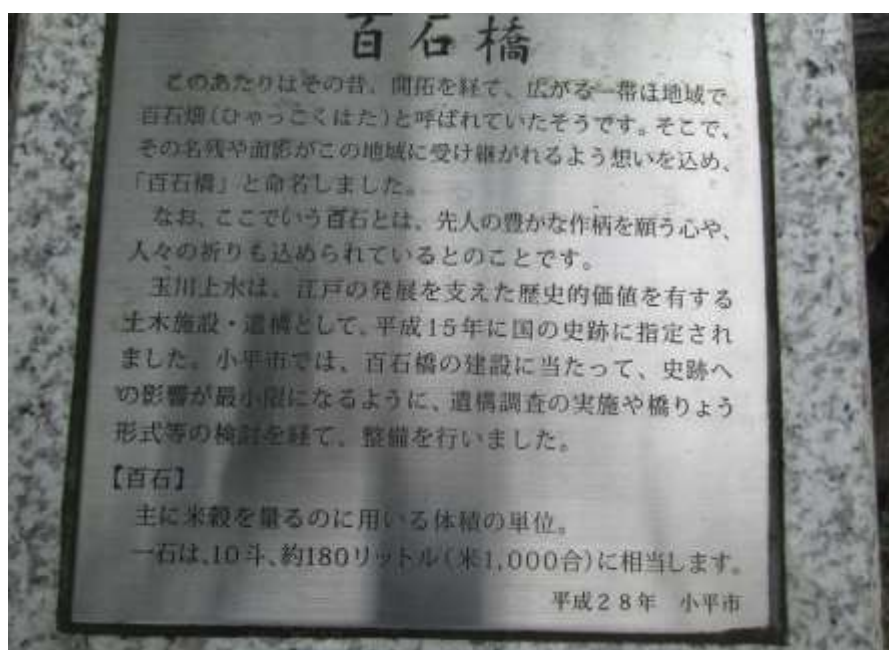 百石橋
このあたりはその昔、開拓を経て、広がる一帯は地域で
百石畑(ひゃっこくはた)と呼ばれていたそうです。そこで、
その名残や面影がこの地域に受け継がれるよう想いを込め、
「百石橋」と命名しました。
なお、ここでいう百石とは、先人の豊かな作柄を願う心や、
人々の祈りも込められているとのことです。
玉川上水は、江戸の発展を支えた歴史的価値を有する
土木施設・遺構として、平成15年に国の史跡に指定され
ました。小平市では、百石橋の建設に当たって、史跡へ
の影響が最小限になるように、遺構調査の実施や橋りょう
形式等の検討を経て、整備を行いました。
【百石】
主に米穀を量るのに用いる体積の単位。
一石は、10斗、約180リットル(米1,000合)に相当します。
平成28年 小平市